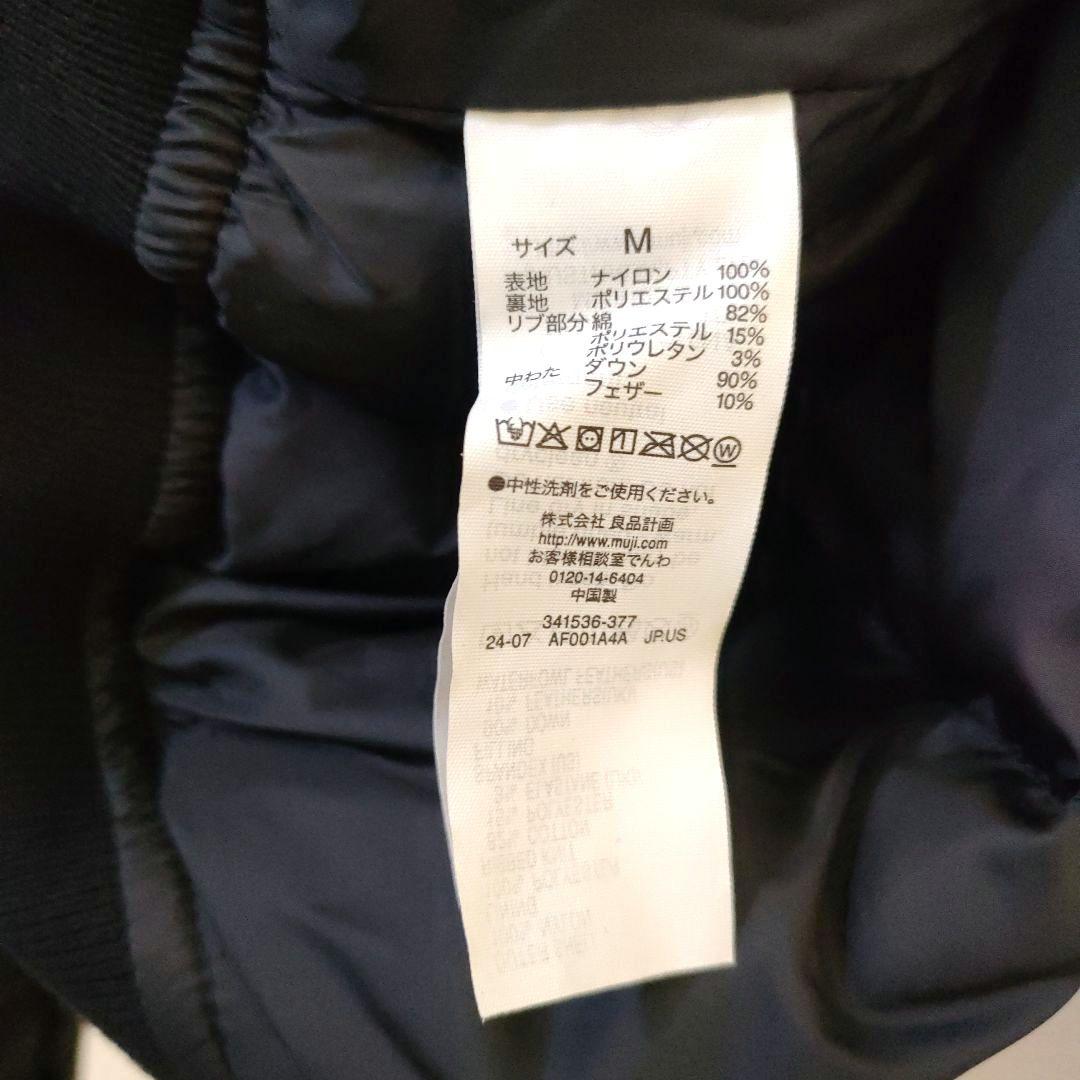 サイズ M
表地 ナイロン 100%
裏地 ポリエステル 100%
リブ部分 綿 82%
ポリエステル 15%
ポリウレタン 3%
中わた ダウン 90%
フェザー 10%
W
●中性洗剤をご使用ください。
株式会社 良品計画
http://www.muji.com
お客様相談室でんわ
0120-14-6404
中国製
341536-377
24-07 AF001A4A JP.US